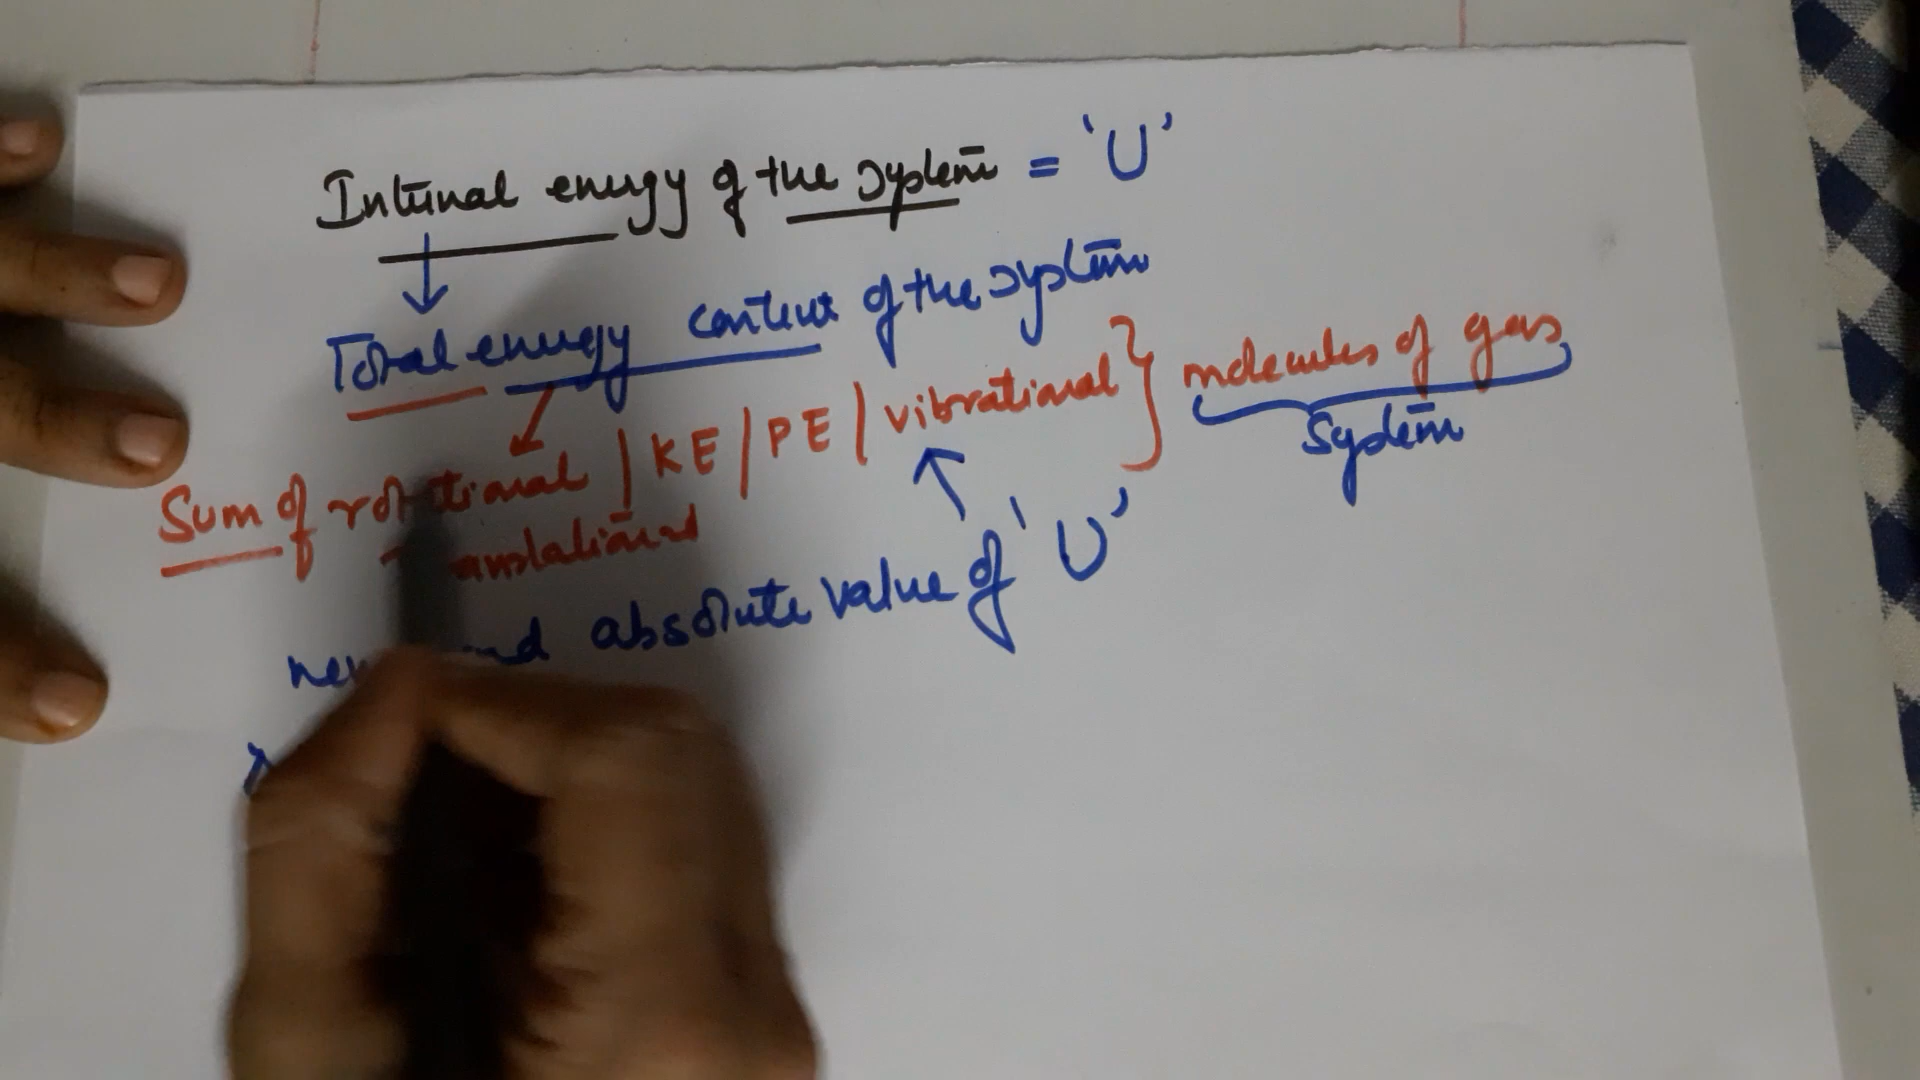 Internal energy of the system = 'U'
Total energy content of the system
Sum of rotational / KE / PE / vibrational } molecules of gas
translational
System
absolute value of 'U'